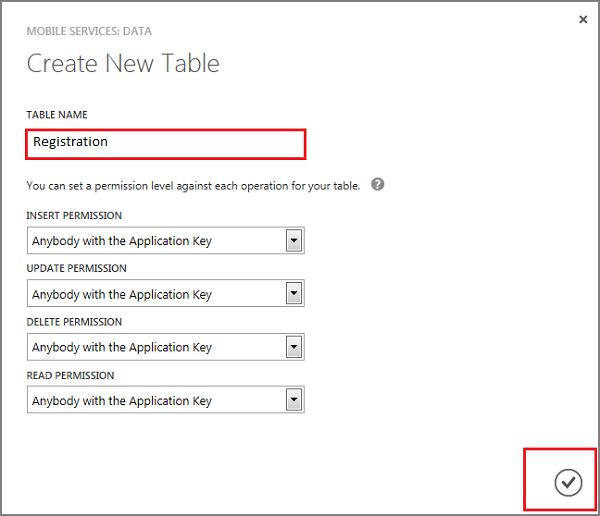 MOBILE SERVICES: DATA
Create New Table
TABLE NAME
Registration
You can set a permission level against each operation for your table. ?
INSERT PERMISSION
Anybody with the Application Key
UPDATE PERMISSION
Anybody with the Application Key
DELETE PERMISSION
Anybody with the Application Key
READ PERMISSION
Anybody with the Application Key